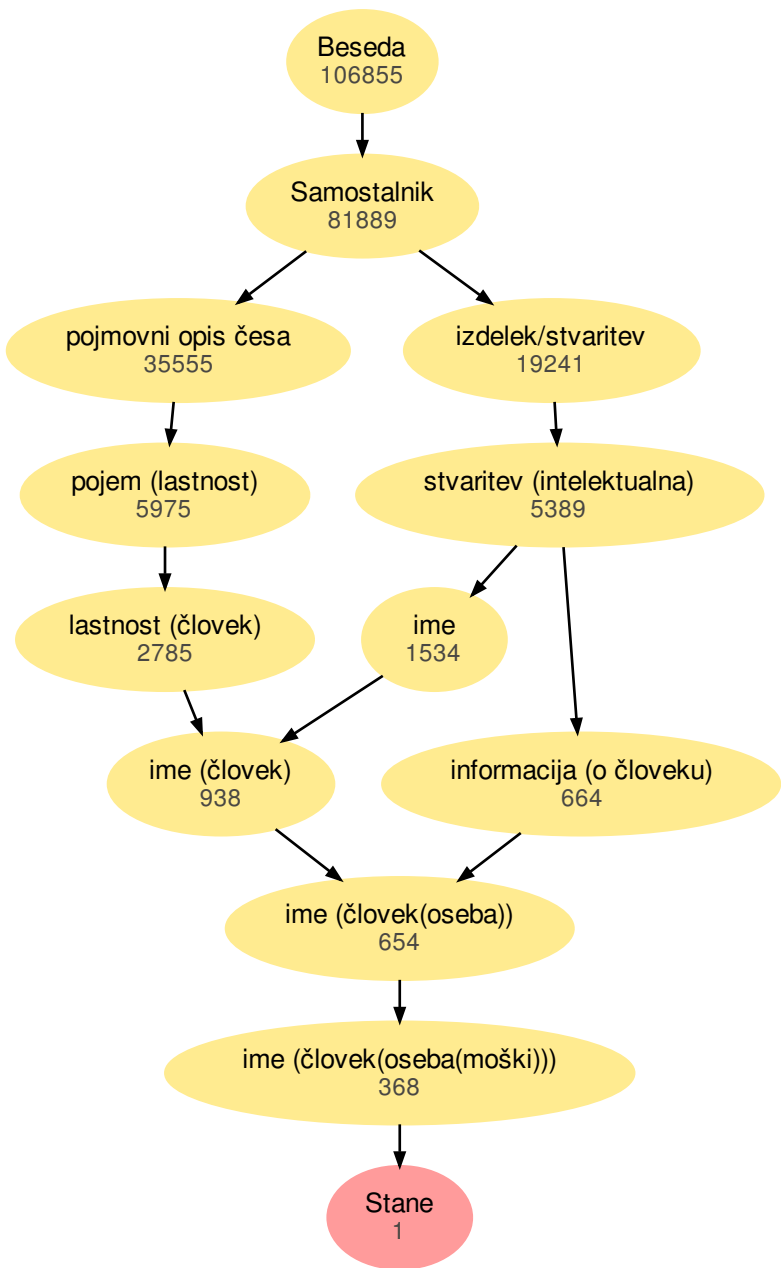 Beseda
106855
Samostalnik
81889
pojmovni opis česa
35555
izdelek/stvaritev
19241
pojem (lastnost)
5975
stvaritev (intelektualna)
5389
lastnost (človek)
2785
ime
1534
ime (človek)
938
informacija (o človeku)
664
ime (človek(oseba))
654
ime (človek(oseba(moški)))
368
Stane
1